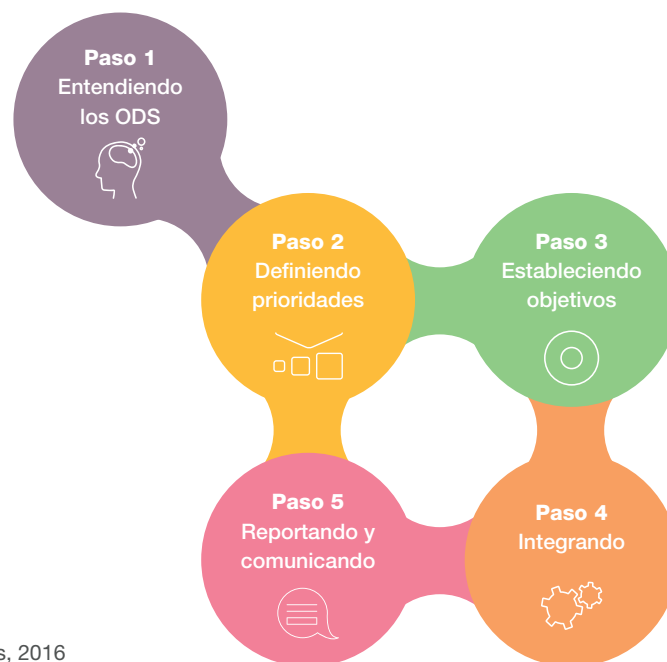 Paso 1
Entendiendo
los ODS
Paso 2
Definiendo
prioridades
Paso 3
Estableciendo
objetivos
Paso 4
Integrando
Paso 5
Reportando y
comunicando
, 2016